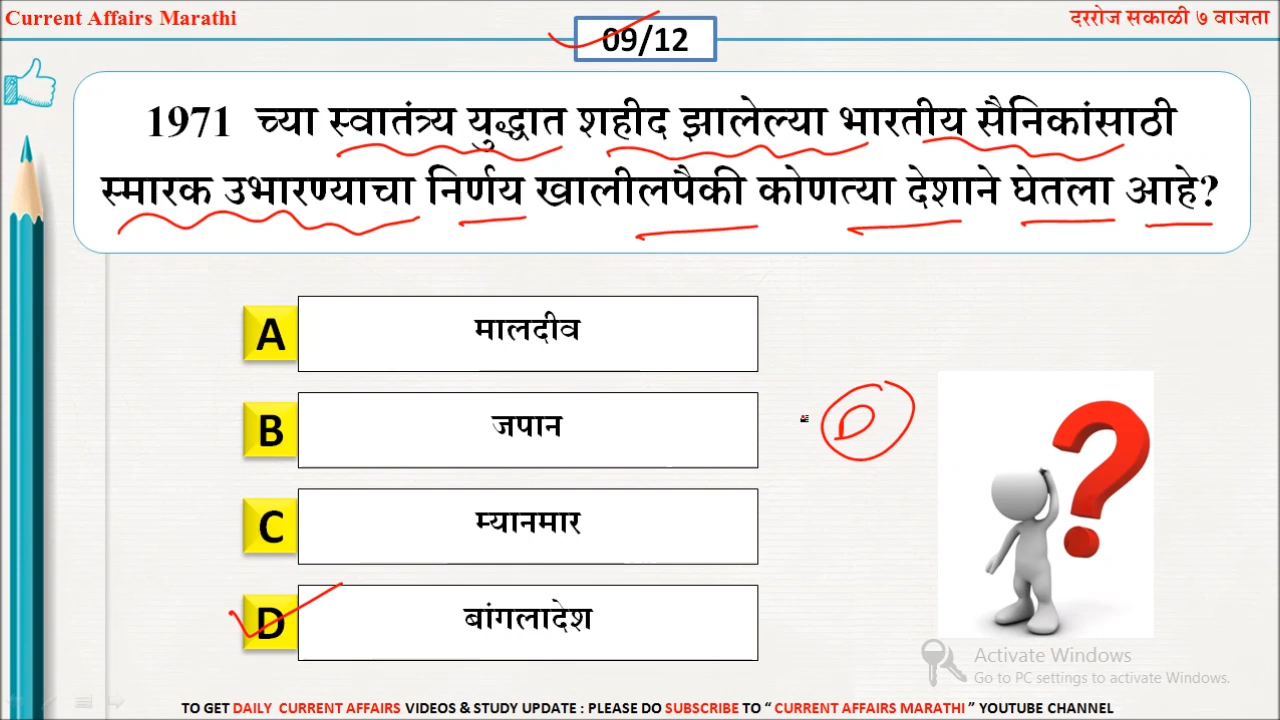 Current Affairs Marathi
दररोज सकाळी ७ वाजता
09/12
1971 च्या स्वातंत्र्य युद्धात शहीद झालेल्या भारतीय सैनिकांसाठी
स्मारक उभारण्याचा निर्णय खालीलपैकी कोणत्या देशाने घेतला आहे?
A मालदीव
B जपान
D
C म्यानमार
D बांगलादेश
Activate Windows
Go to PC settings to activate Windows.
TO GET DAILY CURRENT AFFAIRS VIDEOS & STUDY UPDATE : PLEASE DO SUBSCRIBE TO “ CURRENT AFFAIRS MARATHI ” YOUTUBE CHANNEL